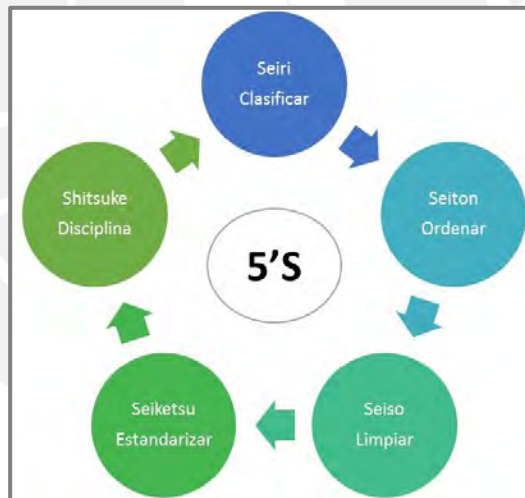 Seiri
Clasificar
Seiton
Ordenar
Seiso
Limpiar
Seiketsu
Estandarizar
Shitsuke
Disciplina
5'S